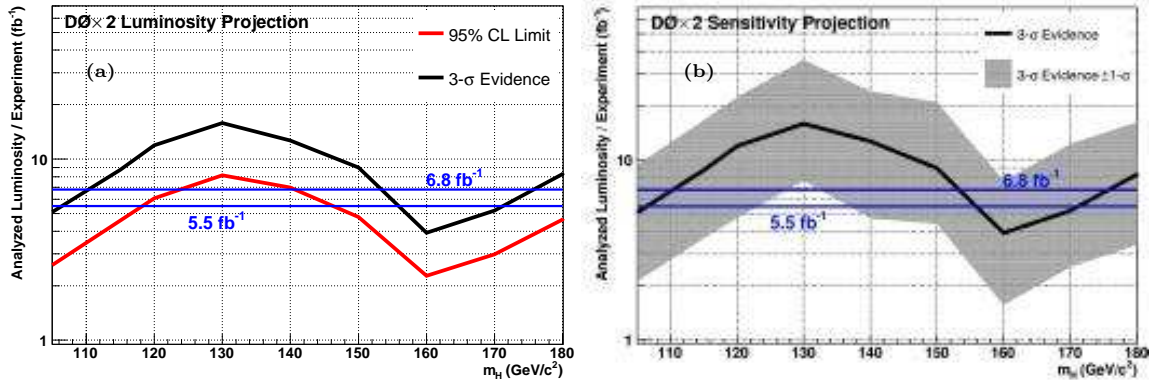 DØ×2 Luminosity Projection
95% CL Limit
3-σ Evidence
(a)
Analyzed Luminosity / Experiment (fb⁻¹)
10
1
6.8 fb⁻¹
5.5 fb⁻¹
110 120 130 140 150 160 170 180
m_H (GeV/c²)
DØ×2 Sensitivity Projection
3-σ Evidence
3-σ Evidence ±1-σ
(b)
Analyzed Luminosity / Experiment (fb⁻¹)
10
1
6.8 fb⁻¹
5.5 fb⁻¹
110 120 130 140 150 160 170 180
m_H (GeV/c²)